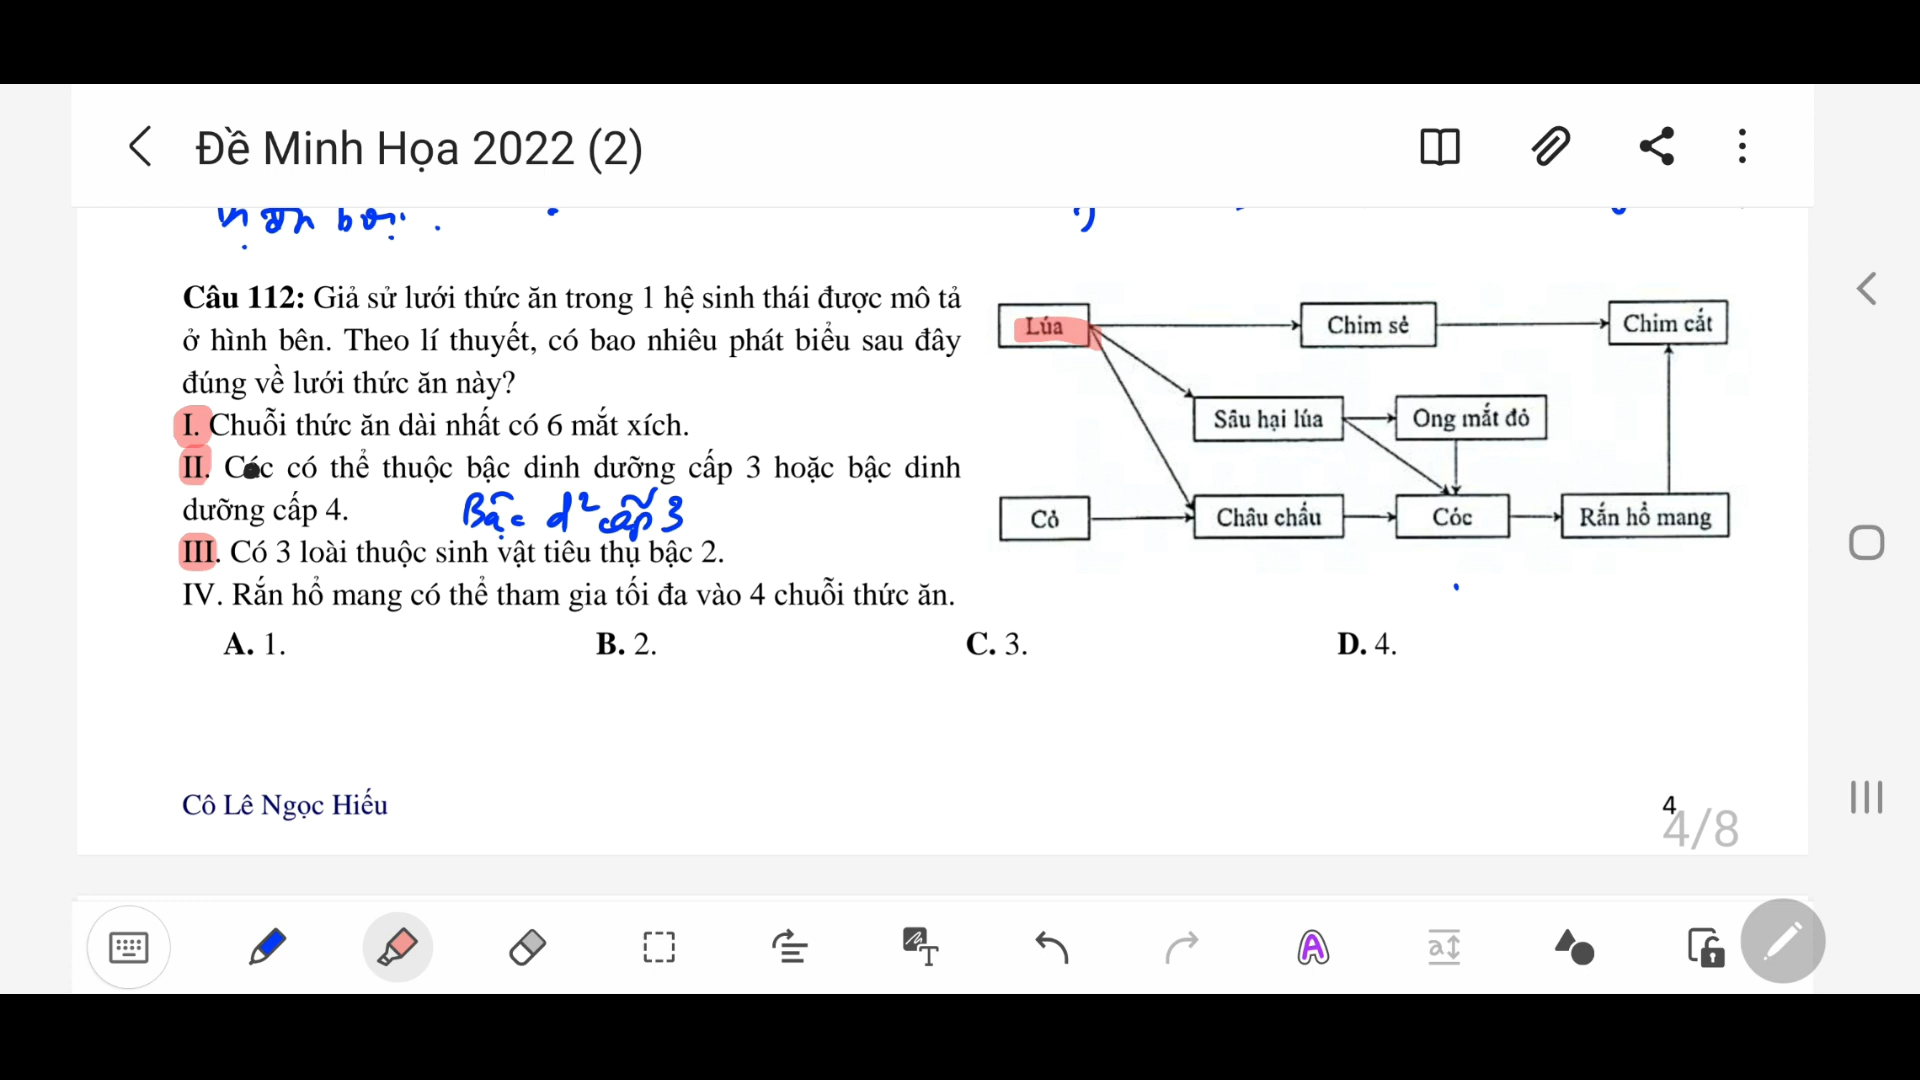 Đề Minh Họa 2022 (2)
Câu 112: Giả sử lưới thức ăn trong 1 hệ sinh thái được mô tả
ở hình bên. Theo lí thuyết, có bao nhiêu phát biểu sau đây
đúng về lưới thức ăn này?
I. Chuỗi thức ăn dài nhất có 6 mắt xích.
II. Cóc có thể thuộc bậc dinh dưỡng cấp 3 hoặc bậc dinh
dưỡng cấp 4.
Bậc d² cấp 3
III. Có 3 loài thuộc sinh vật tiêu thụ bậc 2.
IV. Rắn hổ mang có thể tham gia tối đa vào 4 chuỗi thức ăn.
Lúa
Chim sẻ
Chim cắt
Sâu hại lúa
Ong mắt đỏ
Cỏ
Châu chấu
Cóc
Rắn hổ mang
A. 1.
B. 2.
C. 3.
D. 4.
Cô Lê Ngọc Hiếu
4
4/8